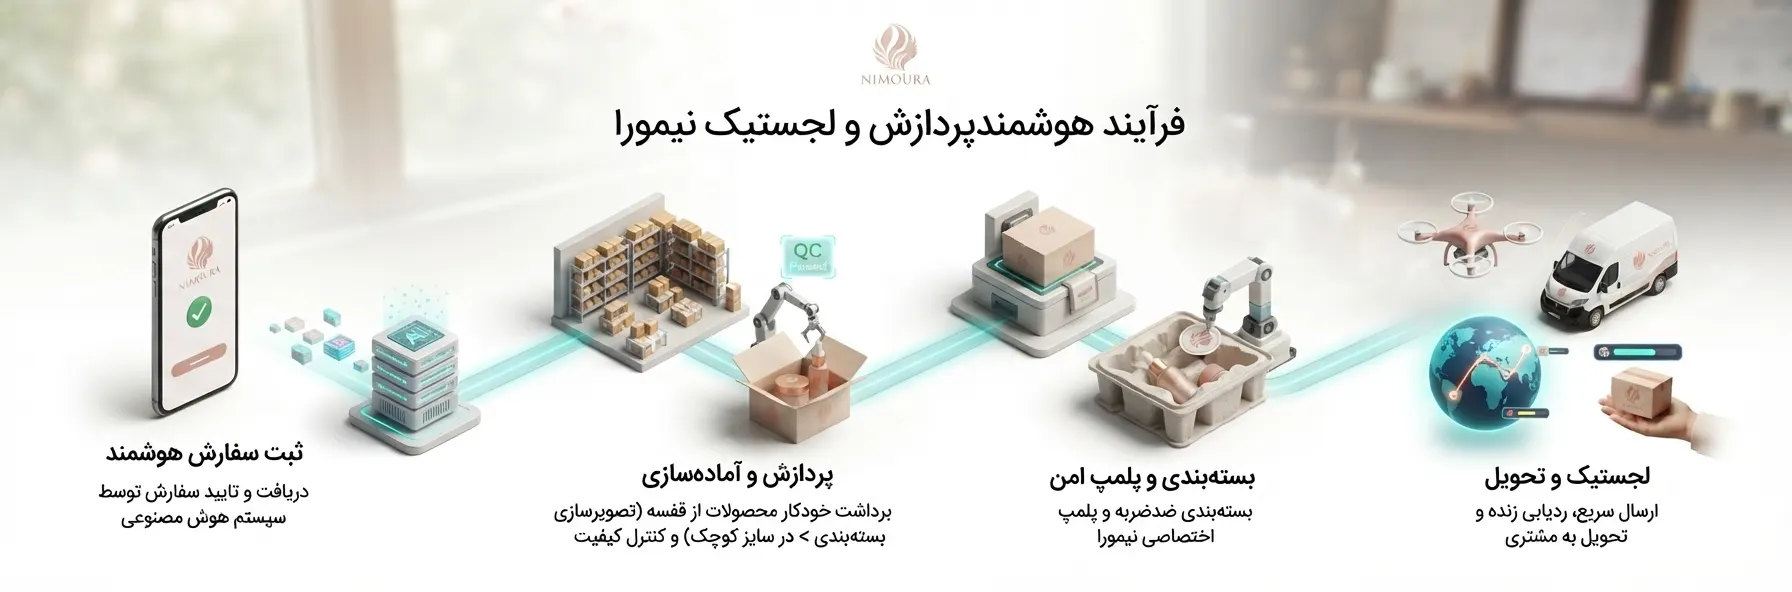 NIMOURA
فرآیند هوشمندپردازش و لجستیک نیمورا
QC
AI
ثبت سفارش هوشمند
دریافت و تایید سفارش توسط
سیستم هوش مصنوعی
پردازش و آماده‌سازی
برداشت خودکار محصولات از قفسه (تصویرسازی
بسته‌بندی > در سایز کوچک) و کنترل کیفیت
بسته‌بندی و پلمپ امن
بسته‌بندی ضدضربه و پلمپ
اختصاصی نیمورا
لجستیک و تحویل
ارسال سریع، ردیابی زنده و
تحویل به مشتری